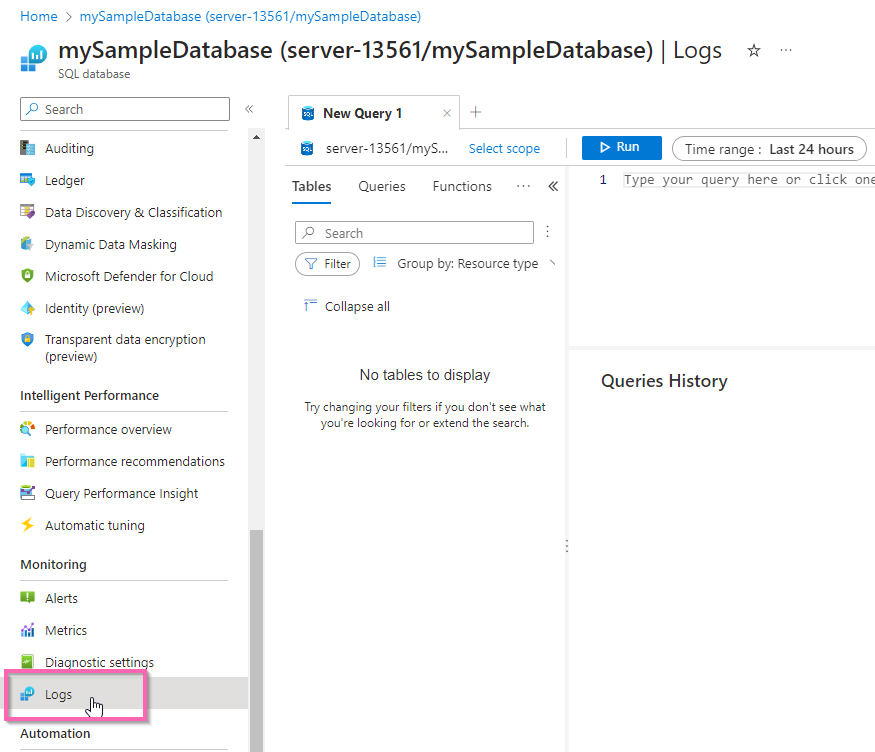 Home > mySampleDatabase (server-13561/mySampleDatabase)
mySampleDatabase (server-13561/mySampleDatabase) | Logs
SQL database
Search
Auditing
Ledger
Data Discovery & Classification
Dynamic Data Masking
Microsoft Defender for Cloud
Identity (preview)
Transparent data encryption
(preview)
Intelligent Performance
Performance overview
Performance recommendations
Query Performance Insight
Automatic tuning
Monitoring
Alerts
Metrics
Diagnostic settings
Logs
Automation
SQL New Query 1
SQL server-13561/myS... Select scope
Run Time range : Last 24 hours
Tables Queries Functions
Search
Filter Group by: Resource type
Collapse all
No tables to display
Try changing your filters if you don't see what
you're looking for or extend the search.
1 Type your query here or click one
Queries History